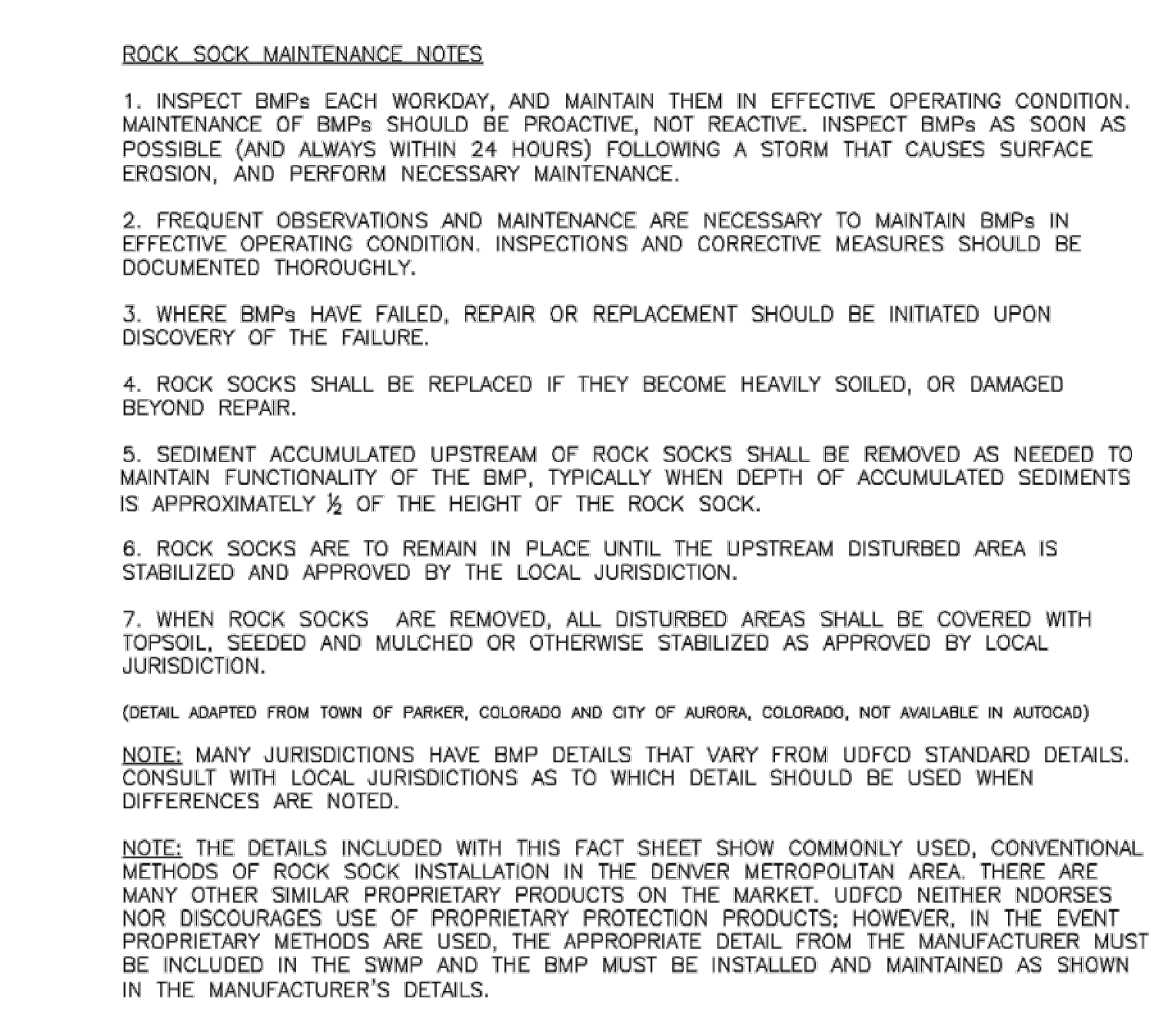 ROCK SOCK MAINTENANCE NOTES
1. INSPECT BMPs EACH WORKDAY, AND MAINTAIN THEM IN EFFECTIVE OPERATING CONDITION.
MAINTENANCE OF BMPs SHOULD BE PROACTIVE, NOT REACTIVE. INSPECT BMPs AS SOON AS
POSSIBLE (AND ALWAYS WITHIN 24 HOURS) FOLLOWING A STORM THAT CAUSES SURFACE
EROSION, AND PERFORM NECESSARY MAINTENANCE.
2. FREQUENT OBSERVATIONS AND MAINTENANCE ARE NECESSARY TO MAINTAIN BMPs IN
EFFECTIVE OPERATING CONDITION. INSPECTIONS AND CORRECTIVE MEASURES SHOULD BE
DOCUMENTED THOROUGHLY.
3. WHERE BMPs HAVE FAILED, REPAIR OR REPLACEMENT SHOULD BE INITIATED UPON
DISCOVERY OF THE FAILURE.
4. ROCK SOCKS SHALL BE REPLACED IF THEY BECOME HEAVILY SOILED, OR DAMAGED
BEYOND REPAIR.
5. SEDIMENT ACCUMULATED UPSTREAM OF ROCK SOCKS SHALL BE REMOVED AS NEEDED TO
MAINTAIN FUNCTIONALITY OF THE BMP, TYPICALLY WHEN DEPTH OF ACCUMULATED SEDIMENTS
IS APPROXIMATELY ½ OF THE HEIGHT OF THE ROCK SOCK.
6. ROCK SOCKS ARE TO REMAIN IN PLACE UNTIL THE UPSTREAM DISTURBED AREA IS
STABILIZED AND APPROVED BY THE LOCAL JURISDICTION.
7. WHEN ROCK SOCKS ARE REMOVED, ALL DISTURBED AREAS SHALL BE COVERED WITH
TOPSOIL, SEEDED AND MULCHED OR OTHERWISE STABILIZED AS APPROVED BY LOCAL
JURISDICTION.
(DETAIL ADAPTED FROM TOWN OF PARKER, COLORADO AND CITY OF AURORA, COLORADO, NOT AVAILABLE IN AUTOCAD)
NOTE: MANY JURISDICTIONS HAVE BMP DETAILS THAT VARY FROM UDFCD STANDARD DETAILS.
CONSULT WITH LOCAL JURISDICTIONS AS TO WHICH DETAIL SHOULD BE USED WHEN
DIFFERENCES ARE NOTED.
NOTE: THE DETAILS INCLUDED WITH THIS FACT SHEET SHOW COMMONLY USED, CONVENTIONAL
METHODS OF ROCK SOCK INSTALLATION IN THE DENVER METROPOLITAN AREA. THERE ARE
MANY OTHER SIMILAR PROPRIETARY PRODUCTS ON THE MARKET. UDFCD NEITHER NDORSES
NOR DISCOURAGES USE OF PROPRIETARY PROTECTION PRODUCTS; HOWEVER, IN THE EVENT
PROPRIETARY METHODS ARE USED, THE APPROPRIATE DETAIL FROM THE MANUFACTURER MUST
BE INCLUDED IN THE SWMP AND THE BMP MUST BE INSTALLED AND MAINTAINED AS SHOWN
IN THE MANUFACTURER'S DETAILS.